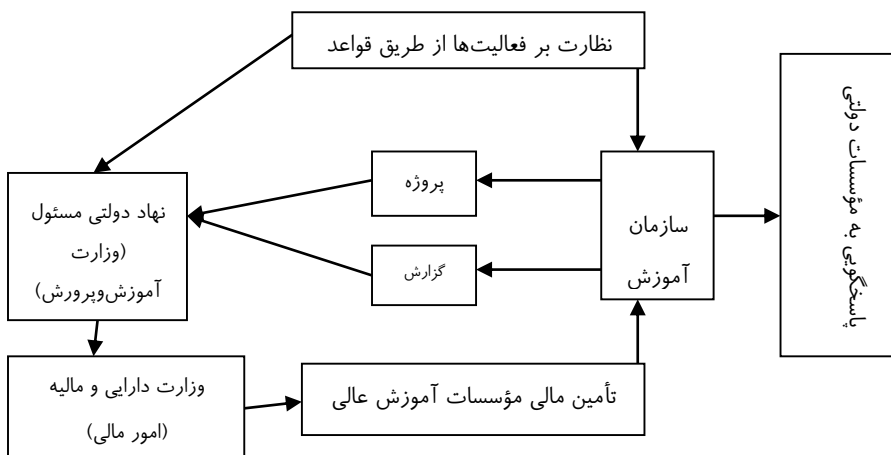 نظارت بر فعالیت‌ها از طریق قواعد
پاسخگویی به مؤسسات دولتی
پروژه
سازمان
آموزش
نهاد دولتی مسئول
(وزارت
آموزش‌وپرورش)
گزارش
وزارت دارایی و مالیه
(امور مالی)
تأمین مالی مؤسسات آموزش عالی